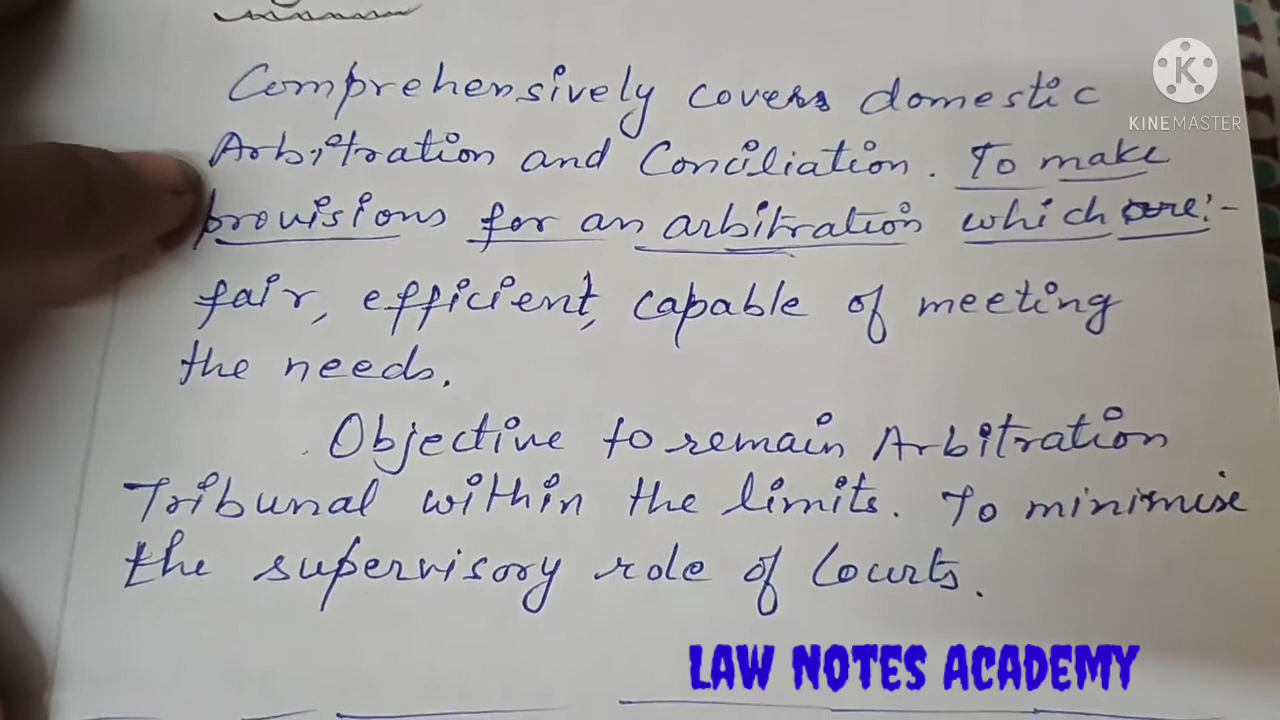 Comprehensively covers domestic
Arbitration and Conciliation. To make
provisions for an arbitration which are:-
fair, efficient, capable of meeting
the needs.
Objective to remain Arbitration
Tribunal within the limits. To minimise
the supervisory role of Courts.
K
KINEMASTER
LAW NOTES ACADEMY